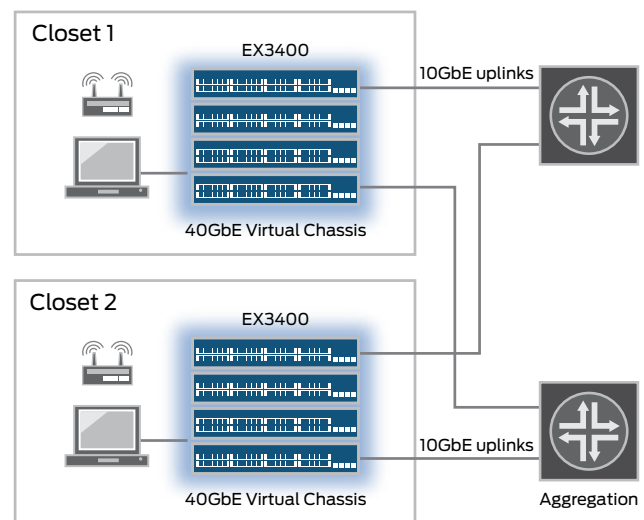 Closet 1
EX3400
10GbE uplinks
40GbE Virtual Chassis
Closet 2
EX3400
10GbE uplinks
40GbE Virtual Chassis
Aggregation